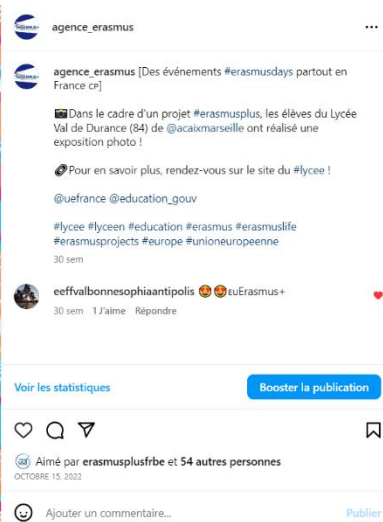 agence_erasmus
agence_erasmus [Des événements #erasmusdays partout en
France CP]
📸Dans le cadre d'un projet #erasmusplus, les élèves du Lycée
Val de Durance (84) de @acaixmarseille ont réalisé une
exposition photo !
🔗Pour en savoir plus, rendez-vous sur le site du #lycee !
@uefrance @education_gouv
#lycee #lyceen #education #erasmus #erasmuslife
#erasmusprojects #europe #unioneuropeenne
30 sem
eeffvalbonnesophiaantipolis 🤩🤩EUErasmus+
30 sem 1 J'aime Répondre
Voir les statistiques
Booster la publication
Aimé par erasmusplusfrbe et 54 autres personnes
OCTOBRE 15, 2022
Ajouter un commentaire...
Publier